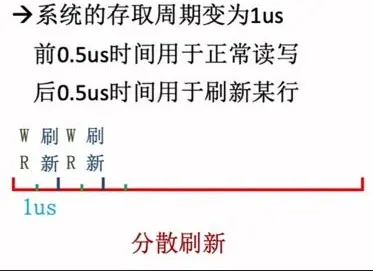 →系统的存取周期变为1us
前0.5us时间用于正常读写
后0.5us时间用于刷新某行
W 刷 W 刷
R 新 R 新
1us
分散刷新